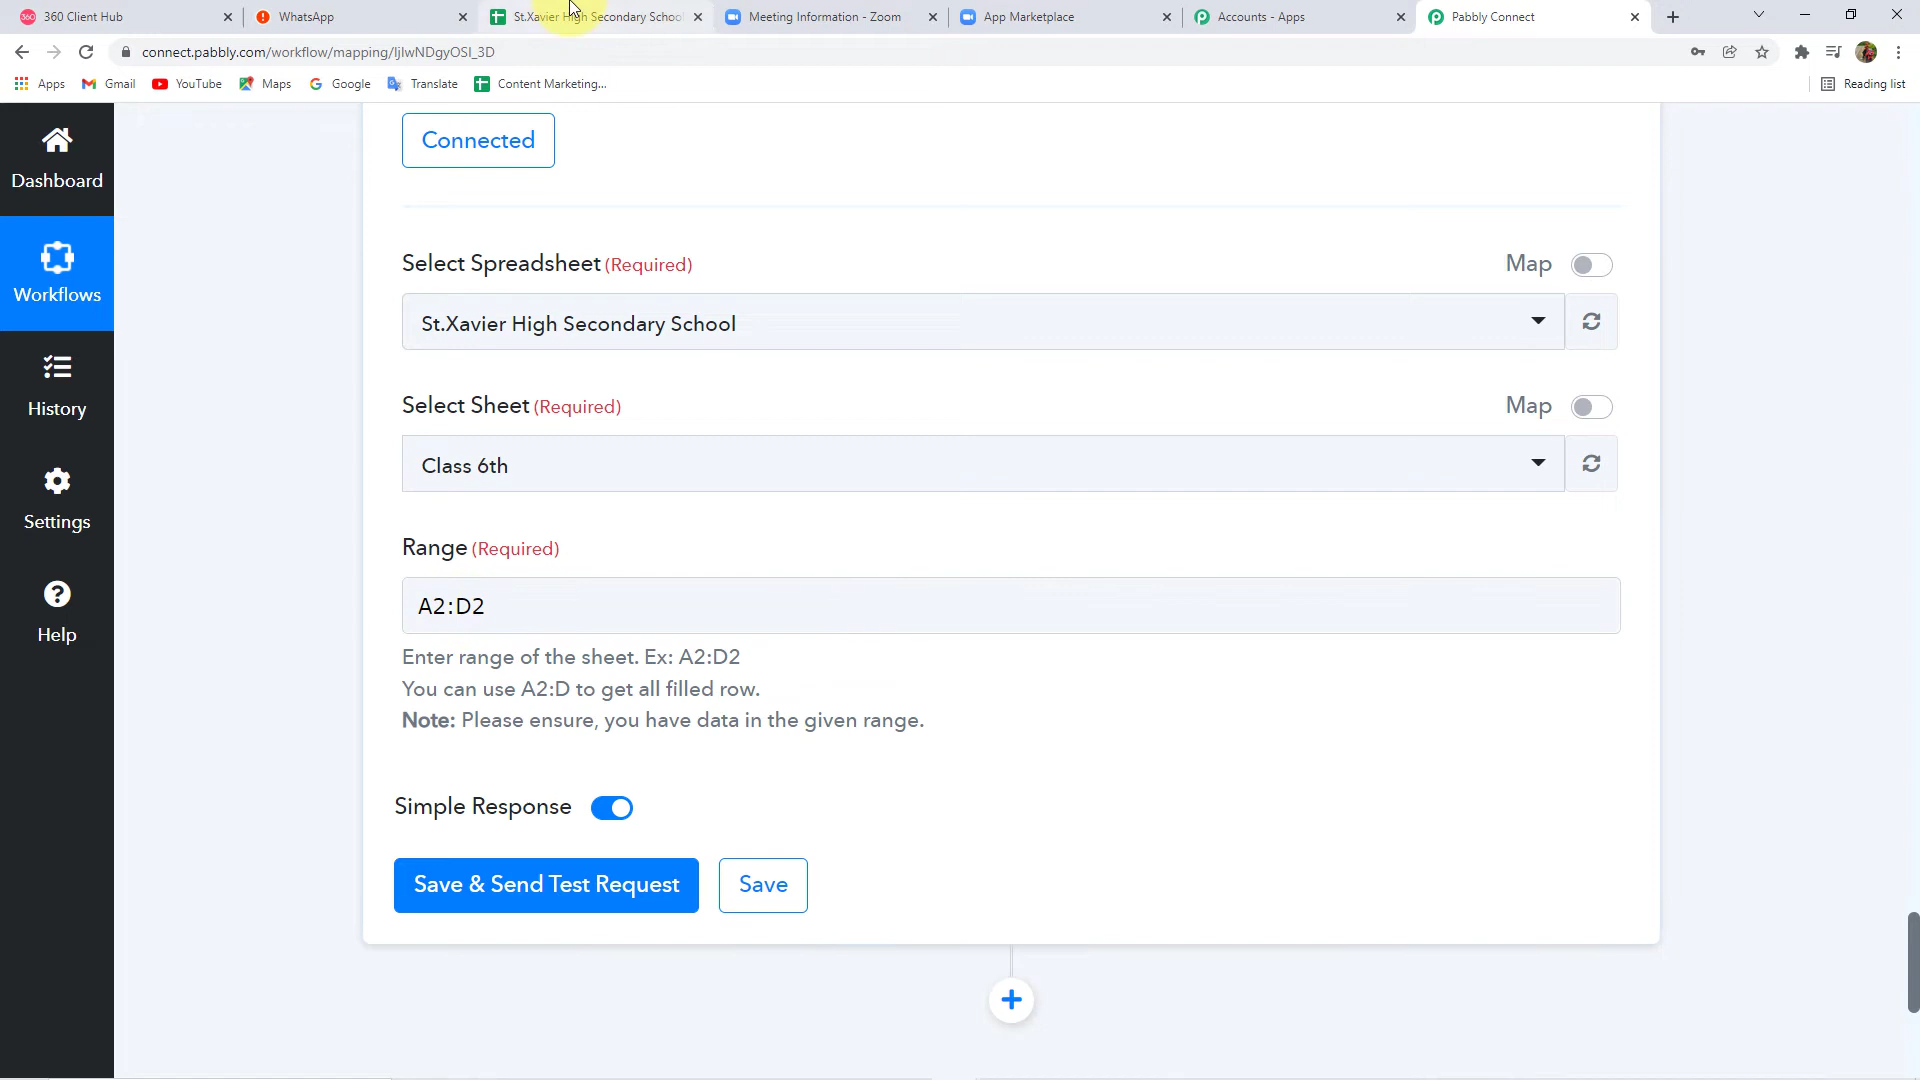 360 Client Hub
WhatsApp
St.Xavier High Secondary School
Meeting Information - Zoom
App Marketplace
Accounts - Apps
Pabbly Connect
connect.pabbly.com/workflow/mapping/IjIwNDgyOSI_3D
Apps
Gmail
YouTube
Maps
Google
Translate
Content Marketing...
Reading list
Dashboard
Workflows
History
Settings
Help
Connected
Select Spreadsheet (Required)
Map
St.Xavier High Secondary School
Select Sheet (Required)
Map
Class 6th
Range (Required)
A2:D2
Enter range of the sheet. Ex: A2:D2
You can use A2:D to get all filled row.
Note: Please ensure, you have data in the given range.
Simple Response
Save & Send Test Request
Save